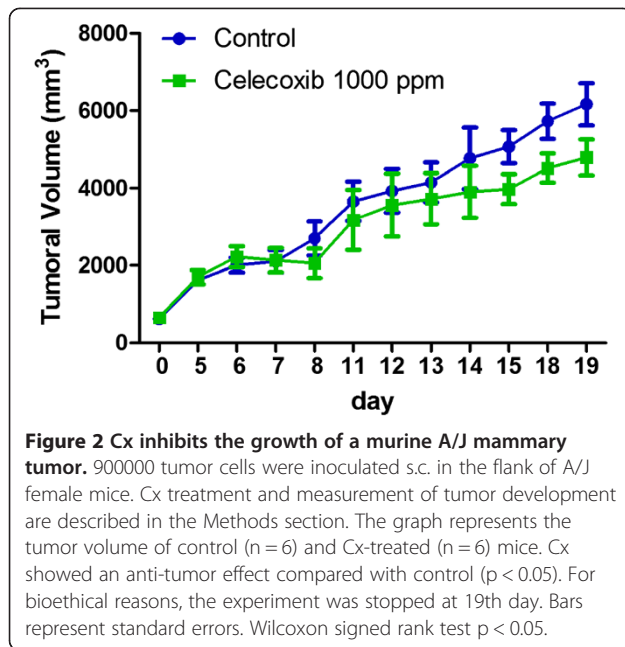 8000
6000
4000
2000
0
Tumoral Volume (mm³)
Control
Celecoxib 1000 ppm
0 5 6 7 8 11 12 13 14 15 18 19
day
Figure 2 Cx inhibits the growth of a murine A/J mammary
tumor. 900000 tumor cells were inoculated s.c. in the flank of A/J
female mice. Cx treatment and measurement of tumor development
are described in the Methods section. The graph represents the
tumor volume of control (n = 6) and Cx-treated (n = 6) mice. Cx
showed an anti-tumor effect compared with control (p < 0.05). For
bioethical reasons, the experiment was stopped at 19th day. Bars
represent standard errors. Wilcoxon signed rank test p < 0.05.